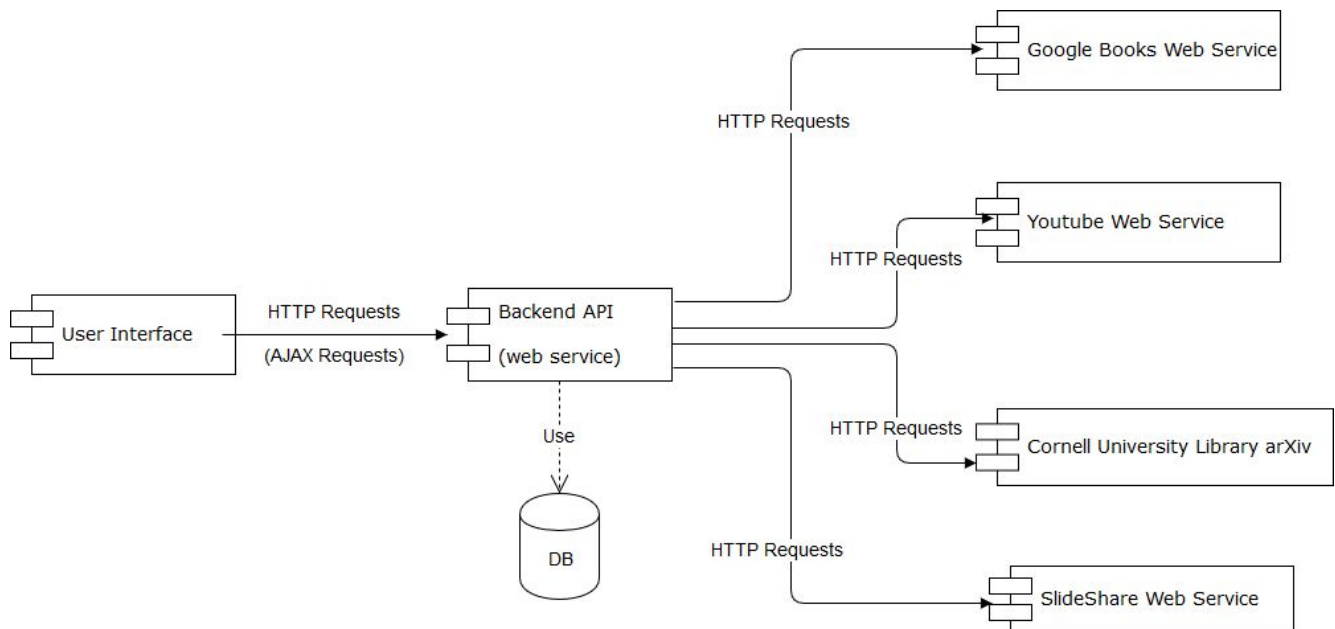 Google Books Web Service
HTTP Requests
Youtube Web Service
HTTP Requests
User Interface
HTTP Requests
(AJAX Requests)
Backend API
(web service)
HTTP Requests
Cornell University Library arXiv
Use
DB
HTTP Requests
SlideShare Web Service